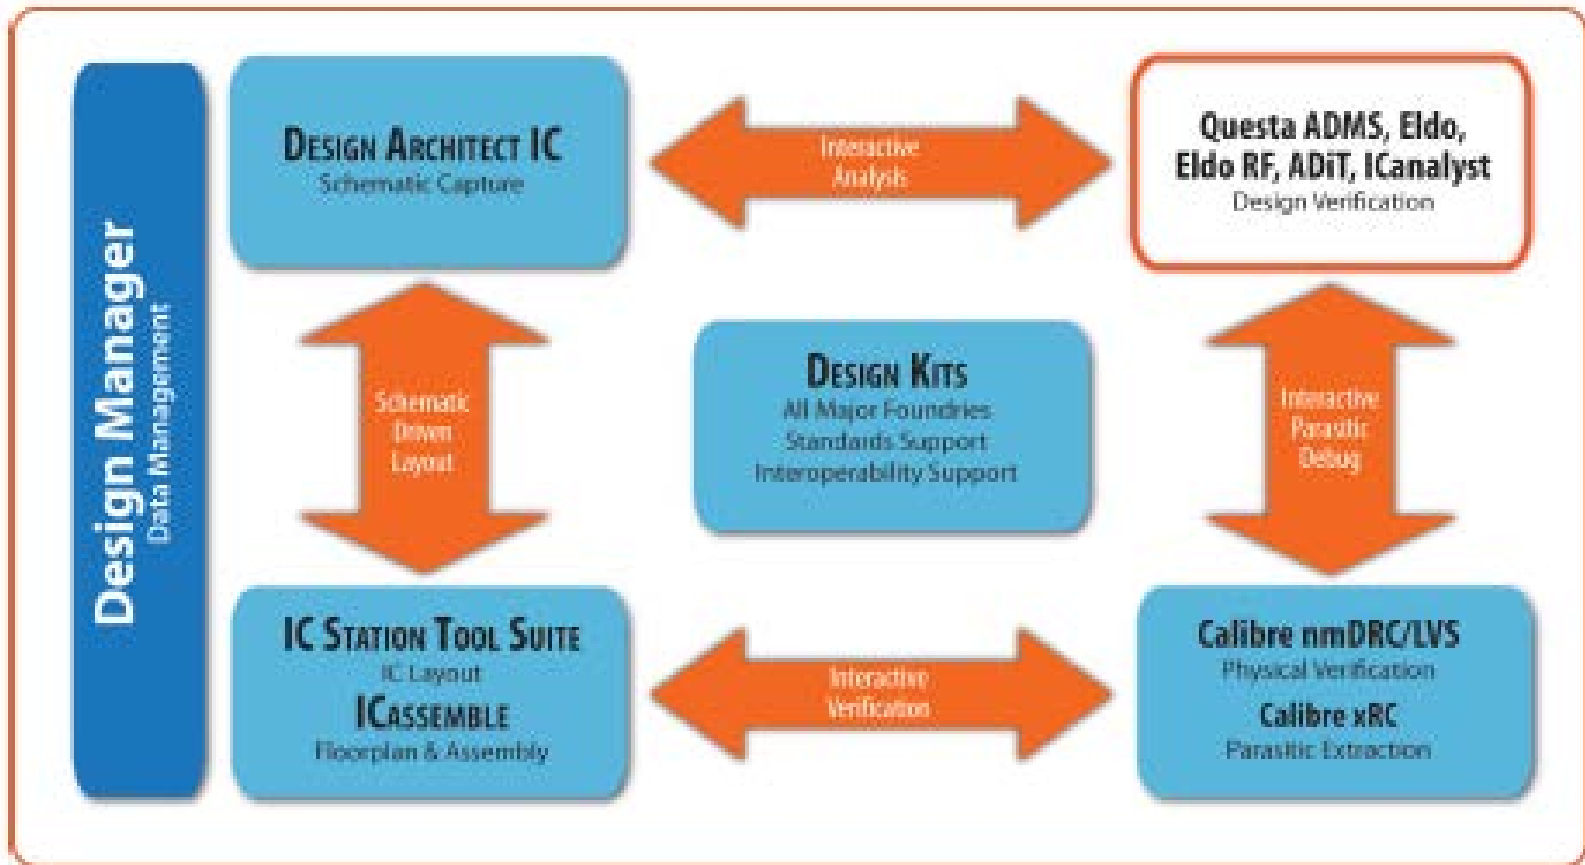 Design Manager
Data Management
DESIGN ARCHITECT IC
Schematic Capture
Interactive
Analysis
Questa ADMS, Eldo,
Eldo RF, ADiT, ICanalyst
Design Verification
Schematic
Driven
Layout
DESIGN KITS
All Major Foundries
Standards Support
Interoperability Support
Interactive
Parasitic
Debug
IC STATION TOOL SUITE
IC Layout
ICASSEMBLE
Floorplan & Assembly
Interactive
Verification
Calibre nmDRC/LVS
Physical Verification
Calibre xRC
Parasitic Extraction